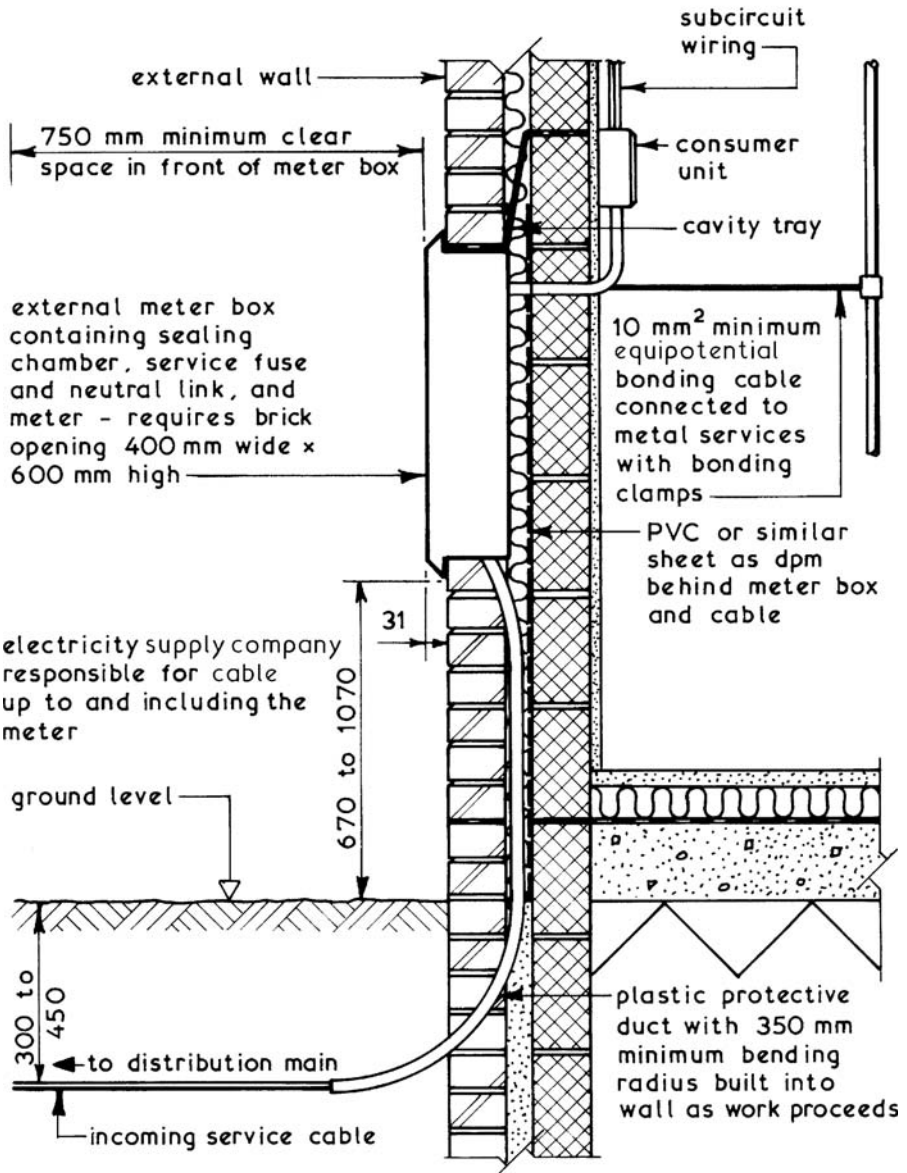 subcircuit
wiring
external wall
750 mm minimum clear
space in front of meter box
consumer
unit
cavity tray
external meter box
containing sealing
chamber, service fuse
and neutral link, and
meter - requires brick
opening 400 mm wide ×
600 mm high
10 mm² minimum
equipotential
bonding cable
connected to
metal services
with bonding
clamps
PVC or similar
sheet as dpm
behind meter box
and cable
31
electricity supply company
responsible for cable
up to and including the
meter
670 to 1070
ground level
300 to
450
to distribution main
incoming service cable
plastic protective
duct with 350 mm
minimum bending
radius built into
wall as work proceeds